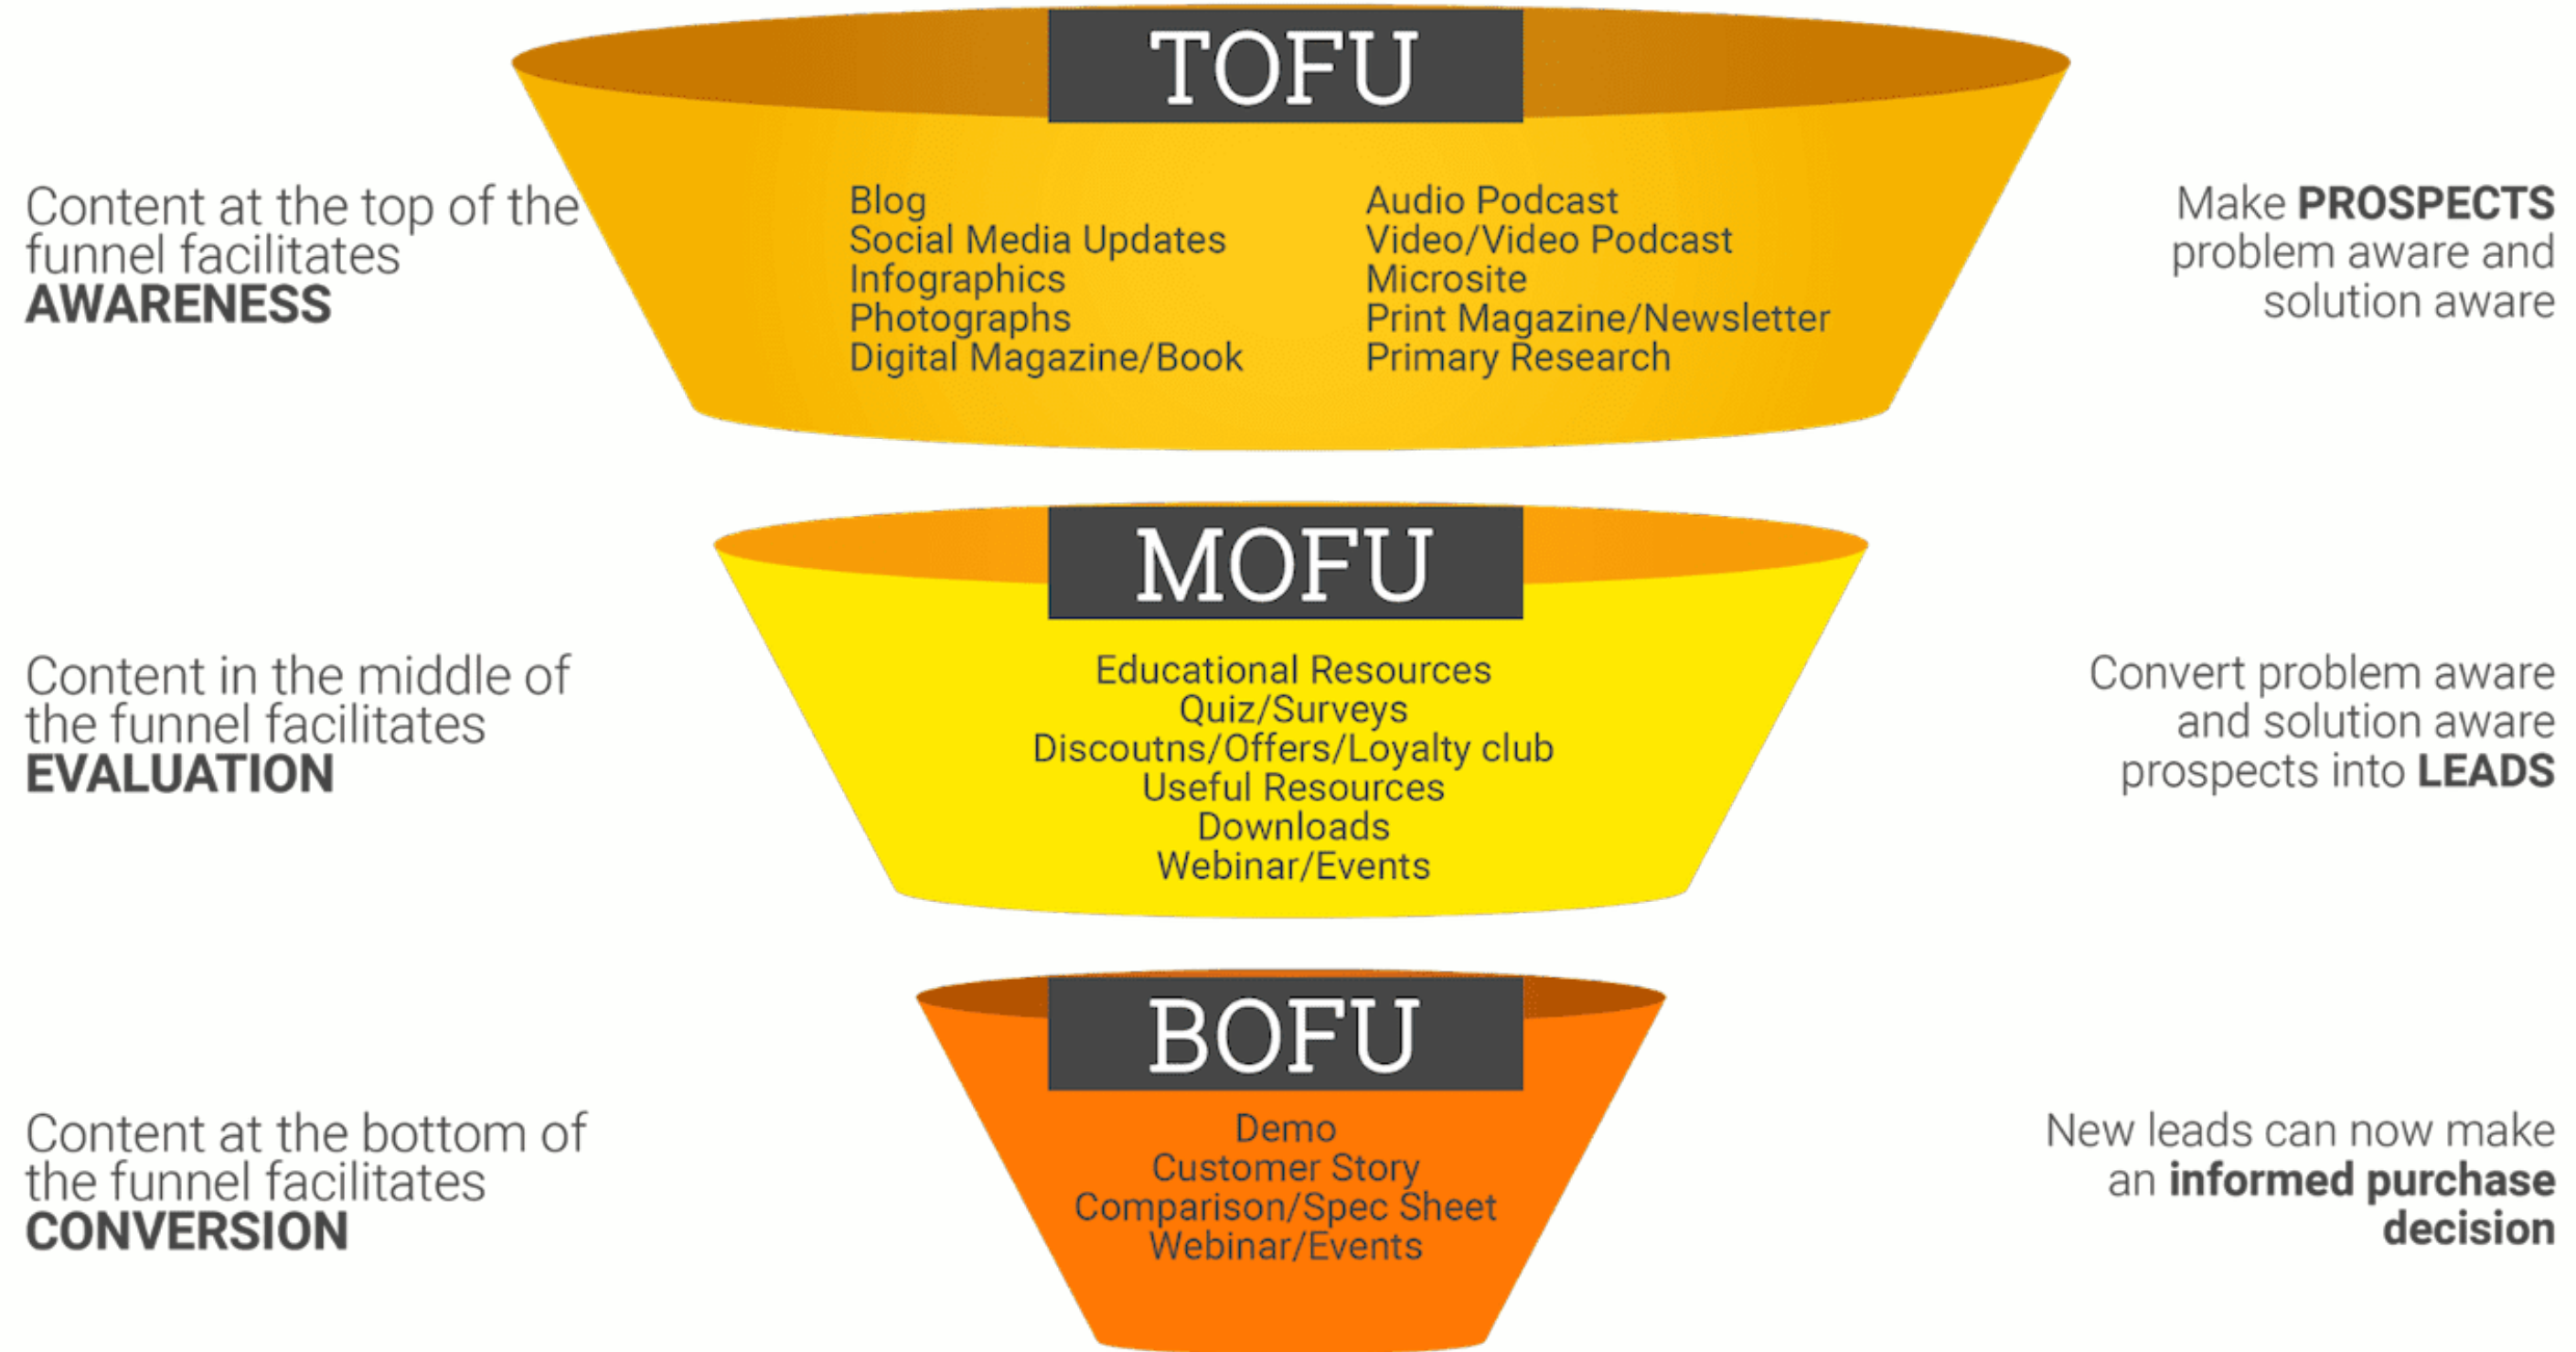 TOFU
Content at the top of the
funnel facilitates
AWARENESS
Blog
Social Media Updates
Infographics
Photographs
Digital Magazine/Book
Audio Podcast
Video/Video Podcast
Microsite
Print Magazine/Newsletter
Primary Research
Make PROSPECTS
problem aware and
solution aware
MOFU
Content in the middle of
the funnel facilitates
EVALUATION
Educational Resources
Quiz/Surveys
Discoutns/Offers/Loyalty club
Useful Resources
Downloads
Webinar/Events
Convert problem aware
and solution aware
prospects into LEADS
BOFU
Content at the bottom of
the funnel facilitates
CONVERSION
Demo
Customer Story
Comparison/Spec Sheet
Webinar/Events
New leads can now make
an informed purchase
decision